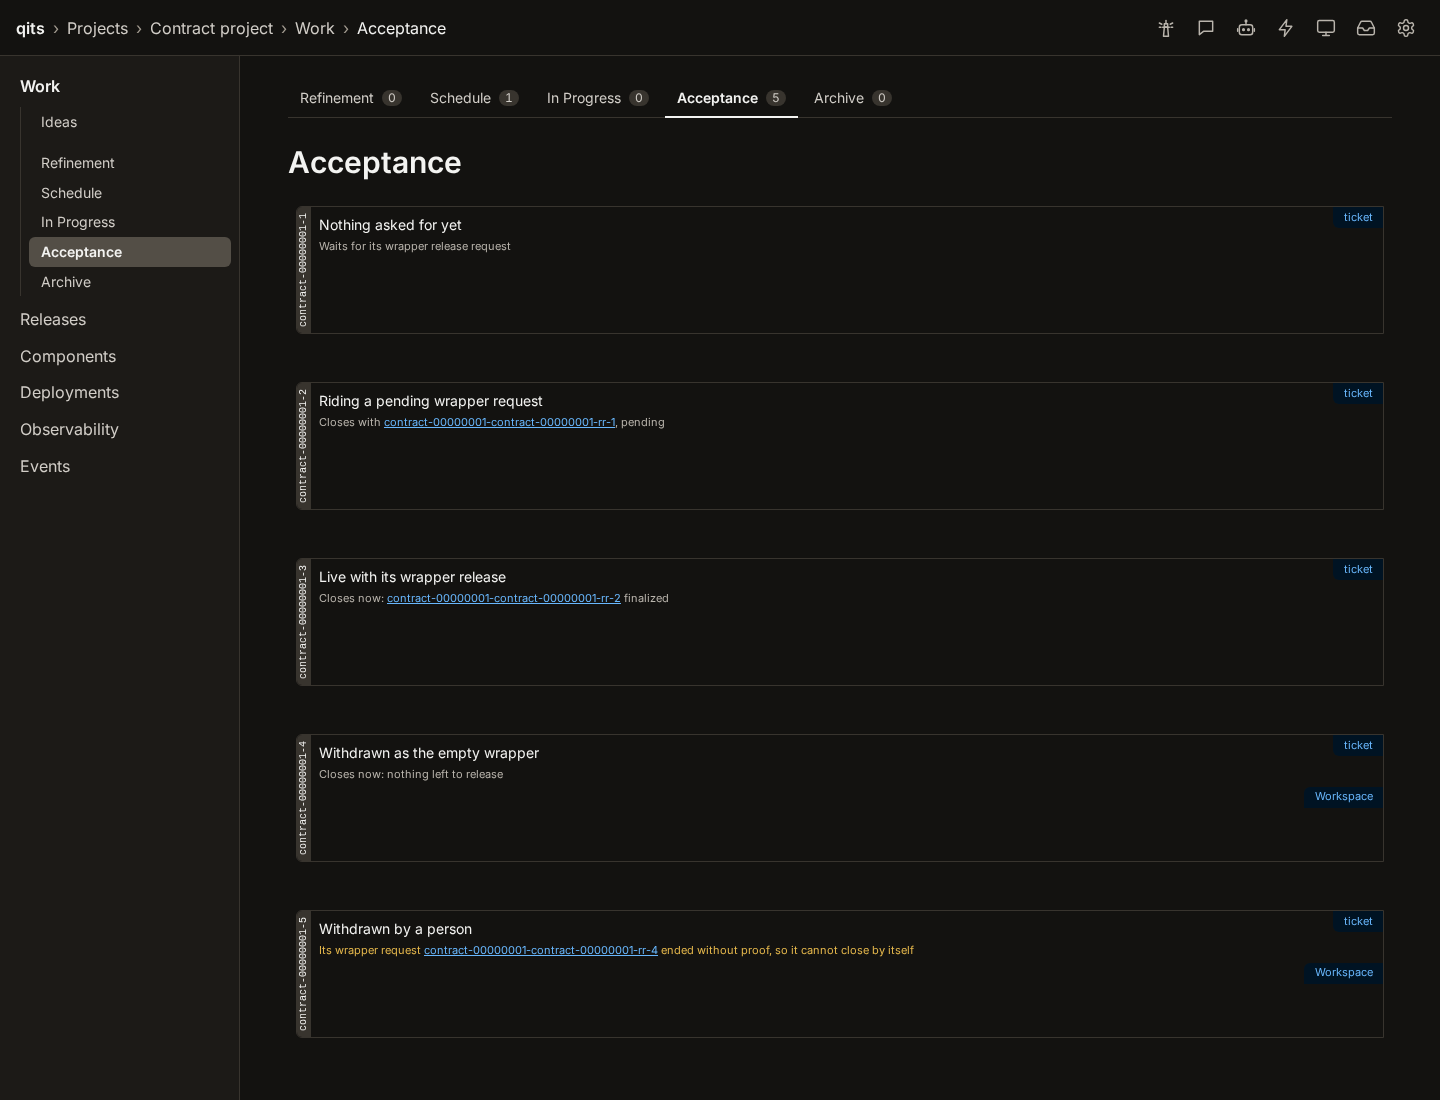 qits › Projects › Contract project › Work › Acceptance
Work
Ideas
Refinement
Schedule
In Progress
Acceptance
Archive
Releases
Components
Deployments
Observability
Events
Refinement 0 Schedule 1 In Progress 0 Acceptance 5 Archive 0
Acceptance
contract-00000001-1
Nothing asked for yet
ticket
Waits for its wrapper release request
contract-00000001-2
Riding a pending wrapper request
ticket
Closes with contract-00000001-contract-00000001-rr-1, pending
contract-00000001-3
Live with its wrapper release
ticket
Closes now: contract-00000001-contract-00000001-rr-2 finalized
contract-00000001-4
Withdrawn as the empty wrapper
ticket
Closes now: nothing left to release
Workspace
contract-00000001-5
Withdrawn by a person
ticket
Its wrapper request contract-00000001-contract-00000001-rr-4 ended without proof, so it cannot close by itself
Workspace